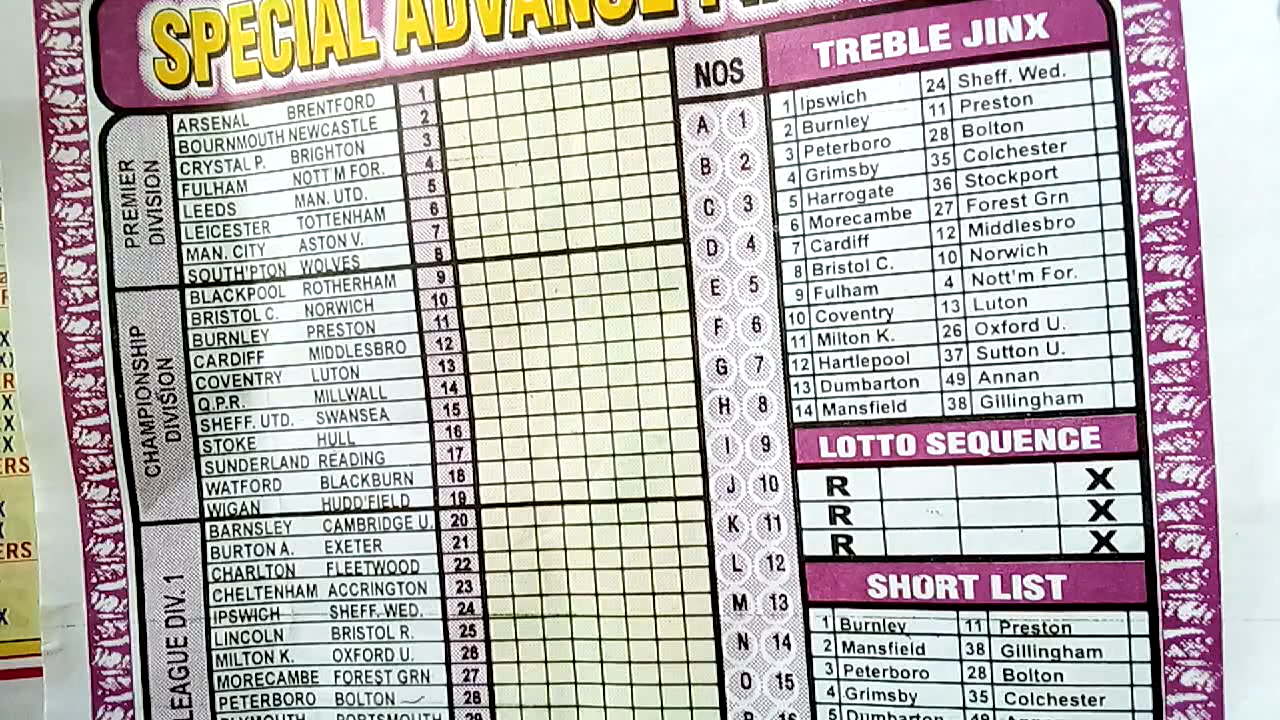 SPECIAL ADVANCE
PREMIER DIVISION
ARSENAL BRENTFORD 1
BOURNMOUTH NEWCASTLE 2
CRYSTAL P. BRIGHTON 3
FULHAM NOTT'M FOR. 4
LEEDS MAN. UTD. 5
LEICESTER TOTTENHAM 6
MAN. CITY ASTON V. 7
SOUTH'PTON WOLVES 8
CHAMPIONSHIP DIVISION
BLACKPOOL ROTHERHAM 9
BRISTOL C. NORWICH 10
BURNLEY PRESTON 11
CARDIFF MIDDLESBRO 12
COVENTRY LUTON 13
Q.P.R. MILLWALL 14
SHEFF. UTD. SWANSEA 15
STOKE HULL 16
SUNDERLAND READING 17
WATFORD BLACKBURN 18
WIGAN HUDD'FIELD 19
LEAGUE DIV.1
BARNSLEY CAMBRIDGE U. 20
BURTON A. EXETER 21
CHARLTON FLEETWOOD 22
CHELTENHAM ACCRINGTON 23
IPSWICH SHEFF. WED. 24
LINCOLN BRISTOL R. 25
MILTON K. OXFORD U. 26
MORECAMBE FOREST GRN 27
PETERBORO BOLTON 28
PLYMOUTH PORTSMOUTH 29
NOS
A 1
B 2
C 3
D 4
E 5
F 6
G 7
H 8
I 9
J 10
K 11
L 12
M 13
N 14
O 15
P 16
TREBLE JINX
1 Ipswich 24 Sheff. Wed.
2 Burnley 11 Preston
3 Peterboro 28 Bolton
4 Grimsby 35 Colchester
5 Harrogate 36 Stockport
6 Morecambe 27 Forest Grn
7 Cardiff 12 Middlesbro
8 Bristol C. 10 Norwich
9 Fulham 4 Nott'm For.
10 Coventry 13 Luton
11 Milton K. 26 Oxford U.
12 Hartlepool 37 Sutton U.
13 Dumbarton 49 Annan
14 Mansfield 38 Gillingham
LOTTO SEQUENCE
R X
R X
R X
SHORT LIST
1 Burnley 11 Preston
2 Mansfield 38 Gillingham
3 Peterboro 28 Bolton
4 Grimsby 35 Colchester
5 Dumbarton 49